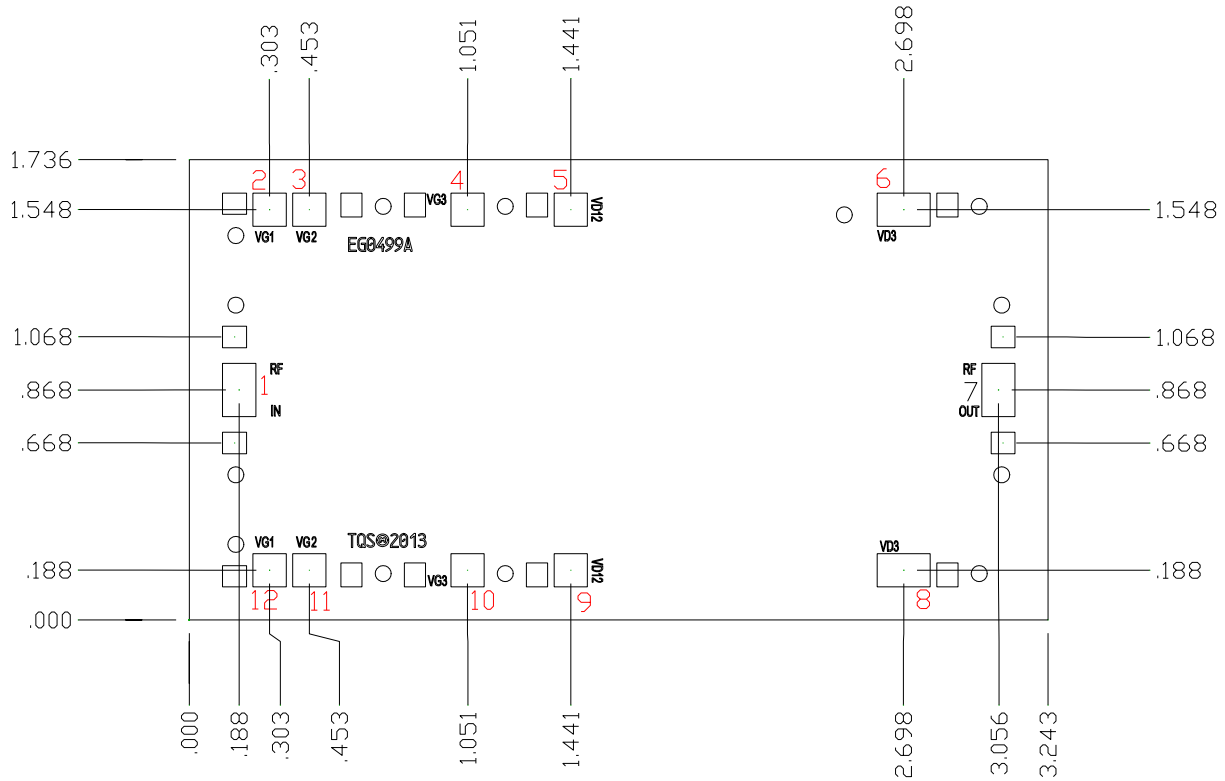 .303
.453
1.051
1.441
2.698
1.736
2
3
4
5
6
VG3
VD12
1.548
1.548
VG1
VG2
VD3
EG0499A
1.068
1.068
RF
RF
.868
1
7
.868
IN
OUT
.668
.668
TQS©2013
VG1
VG2
VD3
.188
VG3
VD12
.188
12
11
10
9
8
.000
.000
.188
.303
.453
1.051
1.441
2.698
3.056
3.243